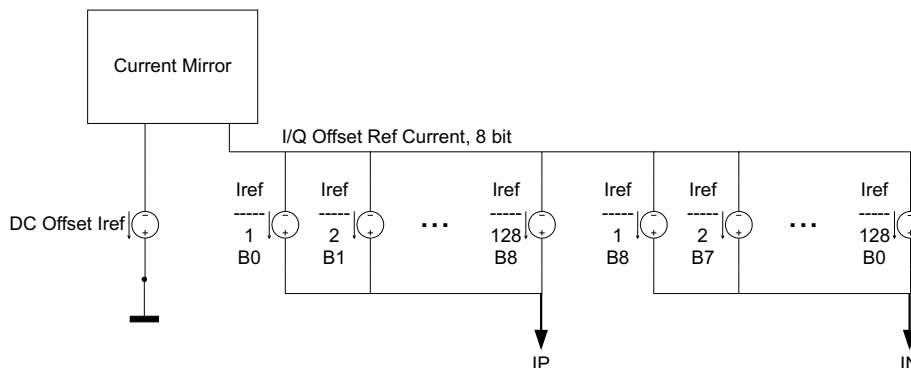 Current Mirror
I/Q Offset Ref Current, 8 bit
DC Offset Iref
Iref
-----
1
B0
Iref
-----
2
B1
...
Iref
-----
128
B8
Iref
-----
1
B8
Iref
-----
2
B7
...
Iref
-----
128
B0
IP
IN